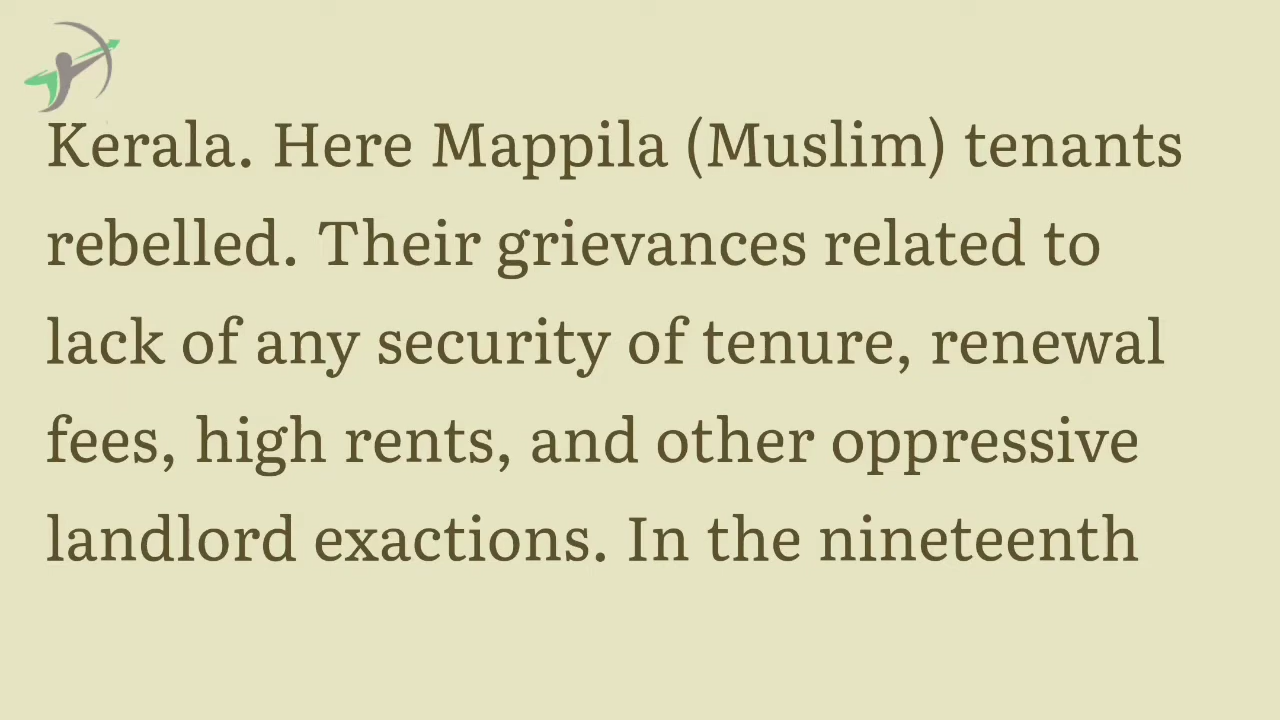 Kerala. Here Mappila (Muslim) tenants
rebelled. Their grievances related to
lack of any security of tenure, renewal
fees, high rents, and other oppressive
landlord exactions. In the nineteenth